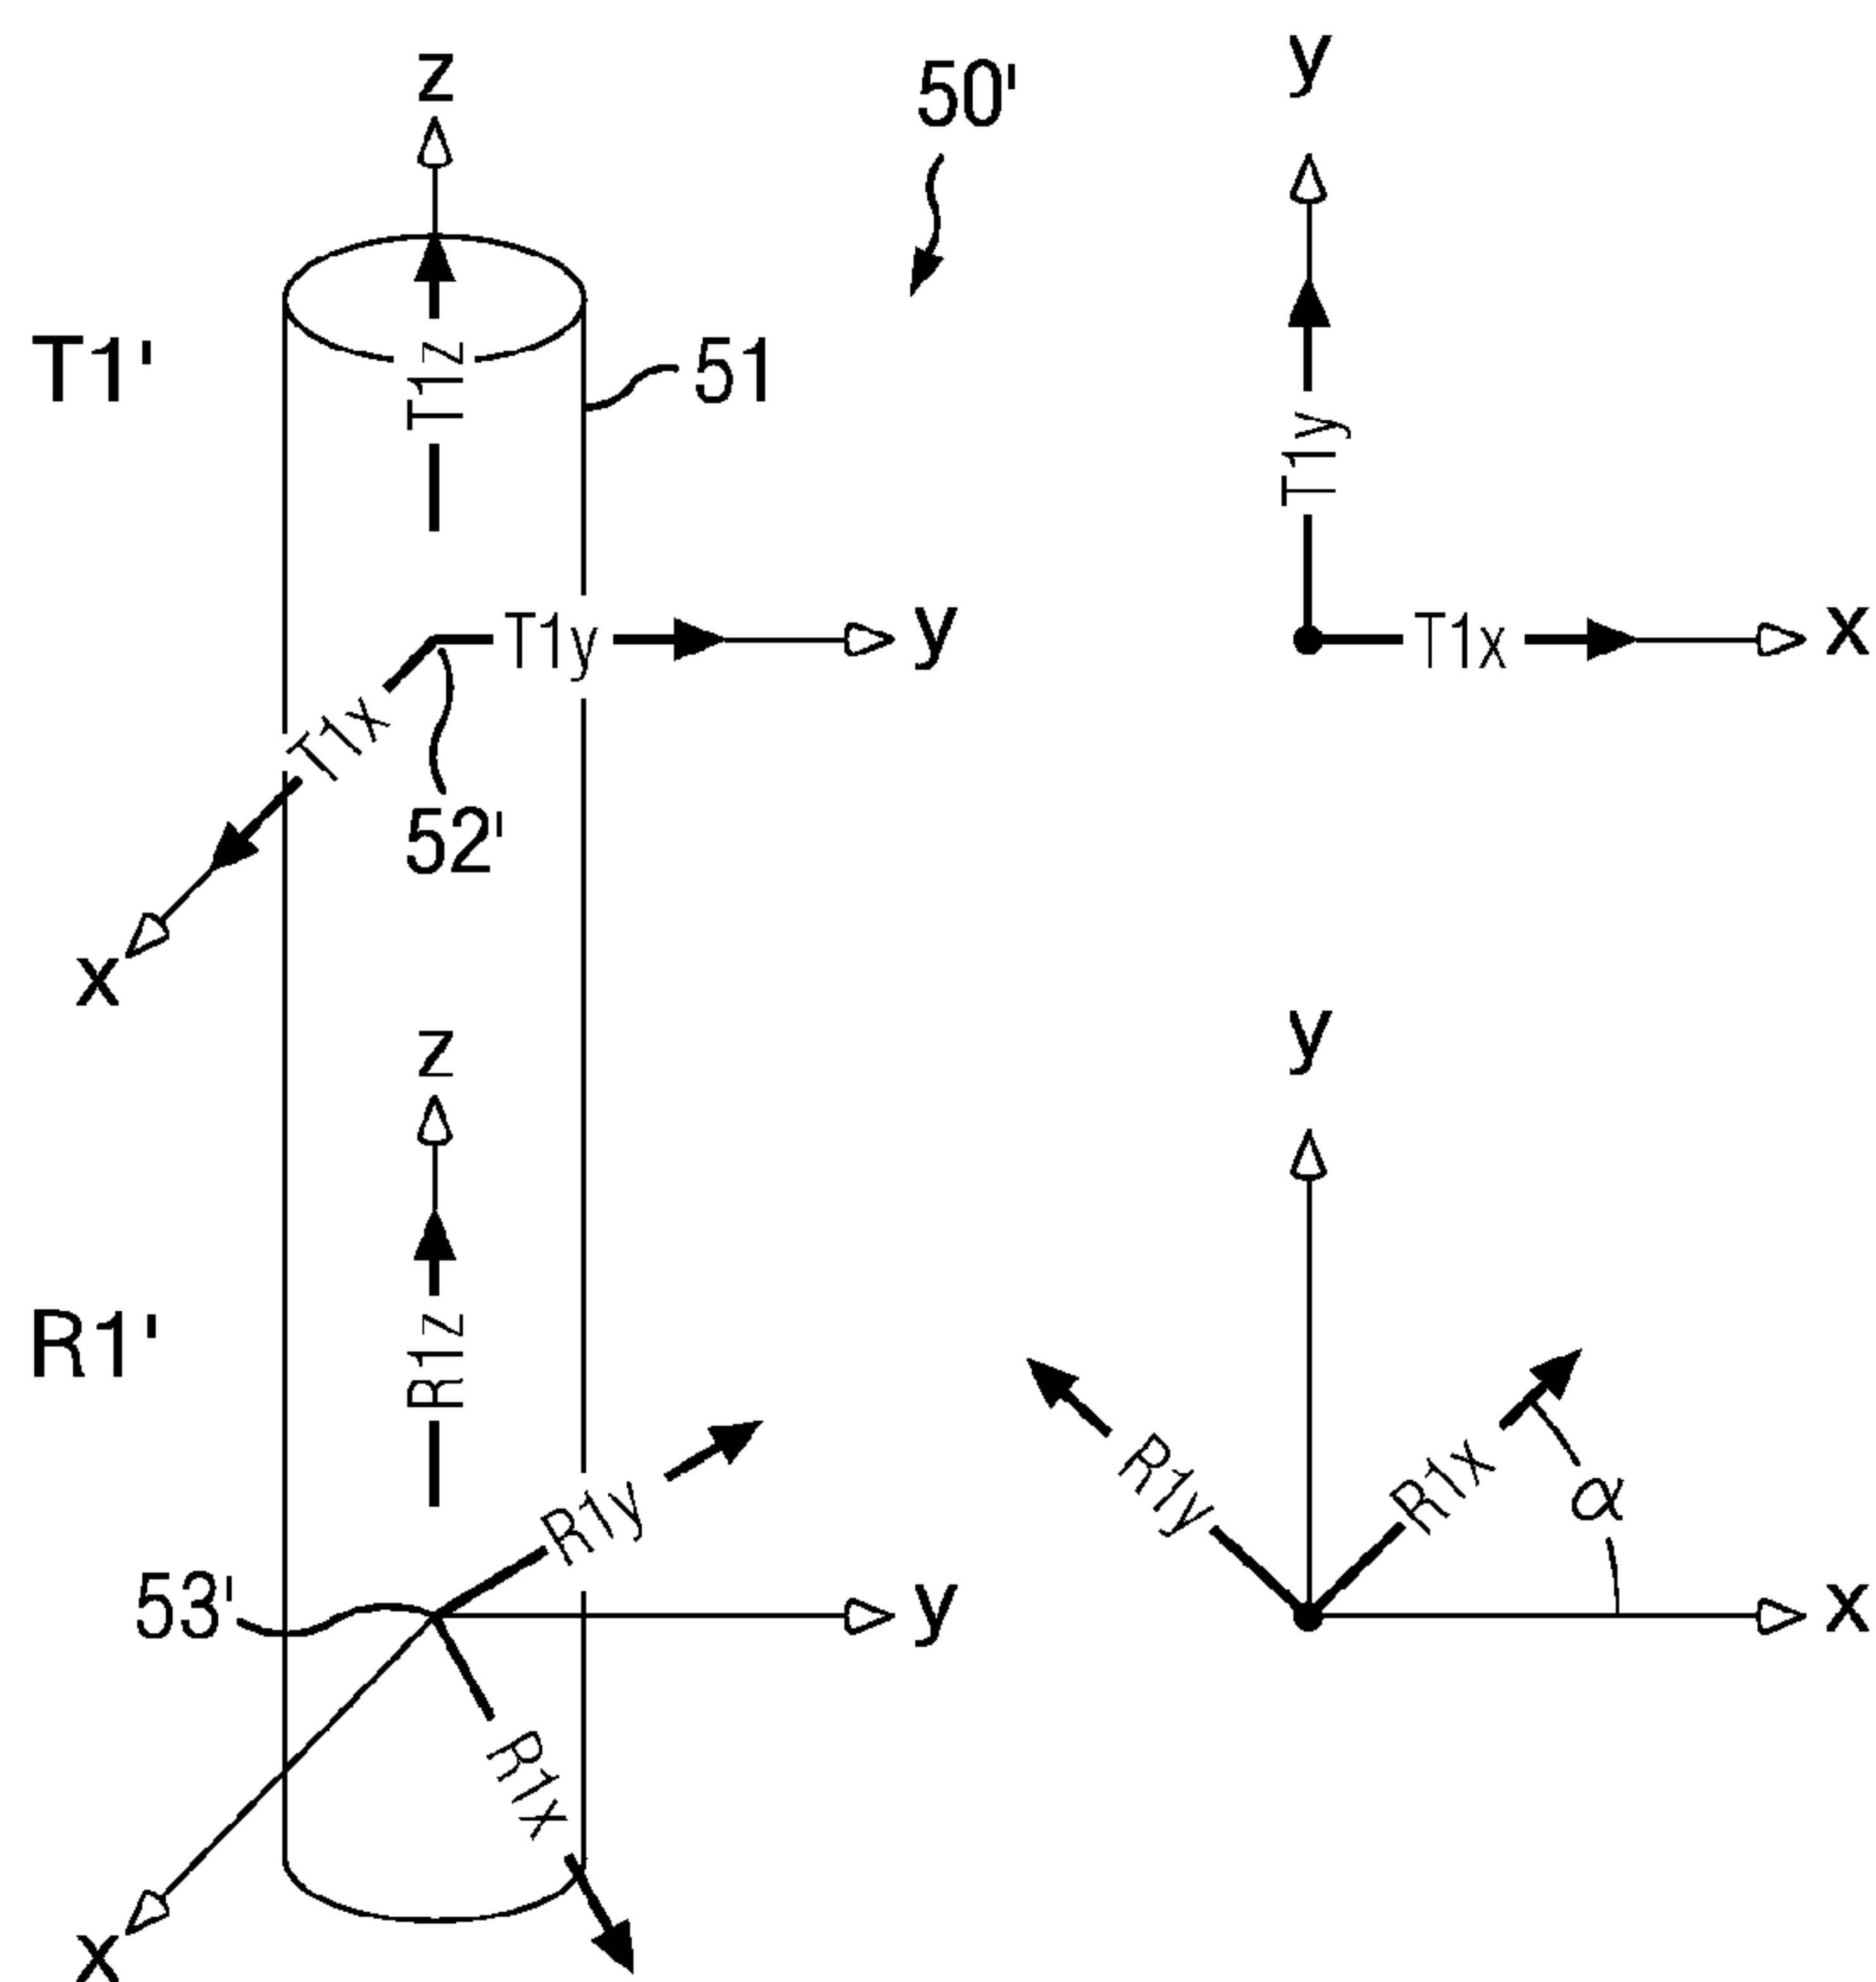 z
50'
y
T1'
T1z
51
T1y
T1y
y
T1x
x
T1x
52'
x
z
y
R1'
R1z
R1y
R1y
R1x
α
53'
y
x
R1x
x